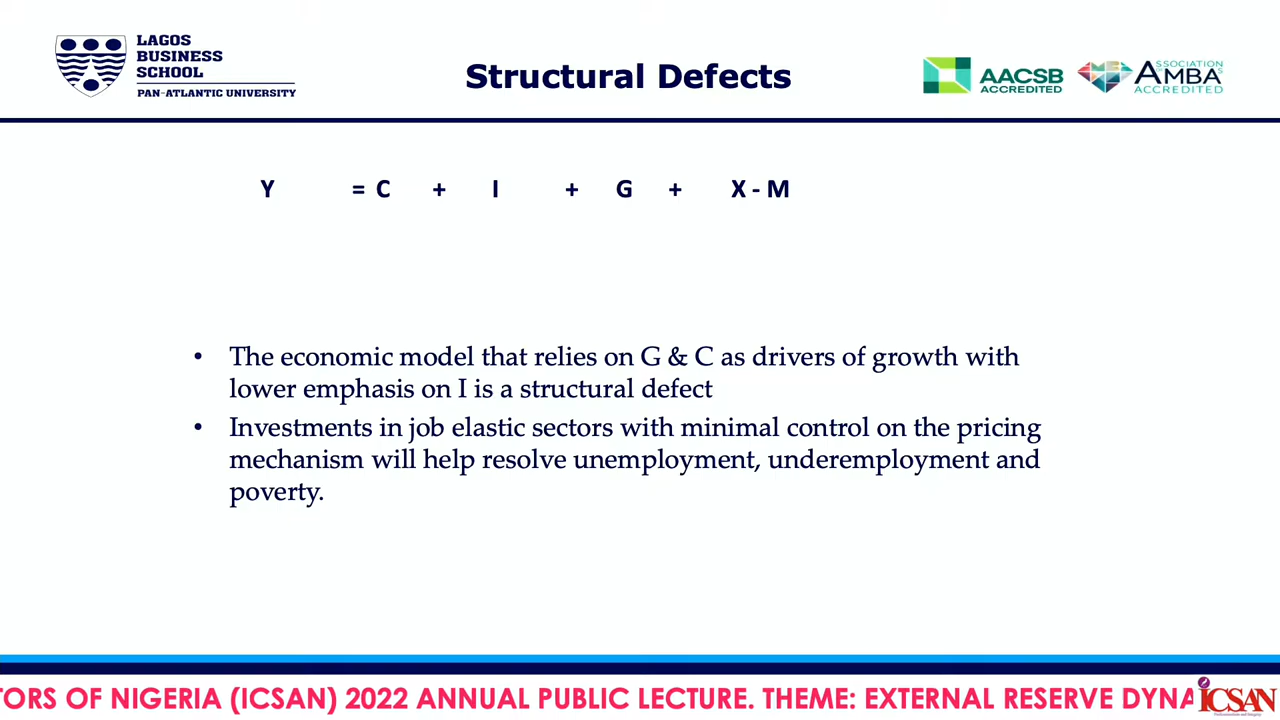 LAGOS
BUSINESS
SCHOOL
PAN-ATLANTIC UNIVERSITY
Structural Defects
AACSB
ACCREDITED
ASSOCIATION
AMBA'S
ACCREDITED
Y = C + I + G + X - M
• The economic model that relies on G & C as drivers of growth with
lower emphasis on I is a structural defect
• Investments in job elastic sectors with minimal control on the pricing
mechanism will help resolve unemployment, underemployment and
poverty.
TORS OF NIGERIA (ICSAN) 2022 ANNUAL PUBLIC LECTURE. THEME: EXTERNAL RESERVE DYNA
ICSAN